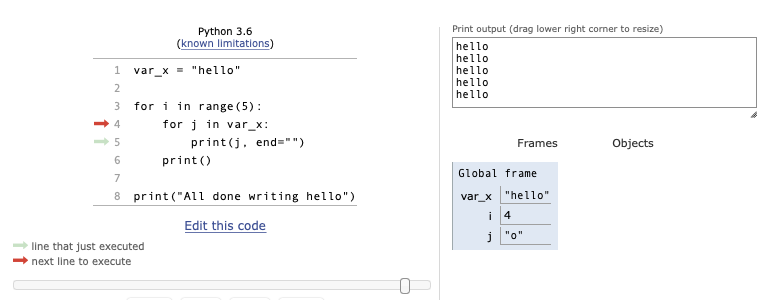 Python 3.6
(known limitations)
1 var_x = "hello"
2
3 for i in range(5):
4     for j in var_x:
5         print(j, end="")
6     print()
7
8 print("All done writing hello")
Edit this code
line that just executed
next line to execute
Print output (drag lower right corner to resize)
hello
hello
hello
hello
hello
Frames Objects
Global frame
var_x "hello"
i 4
j "o"